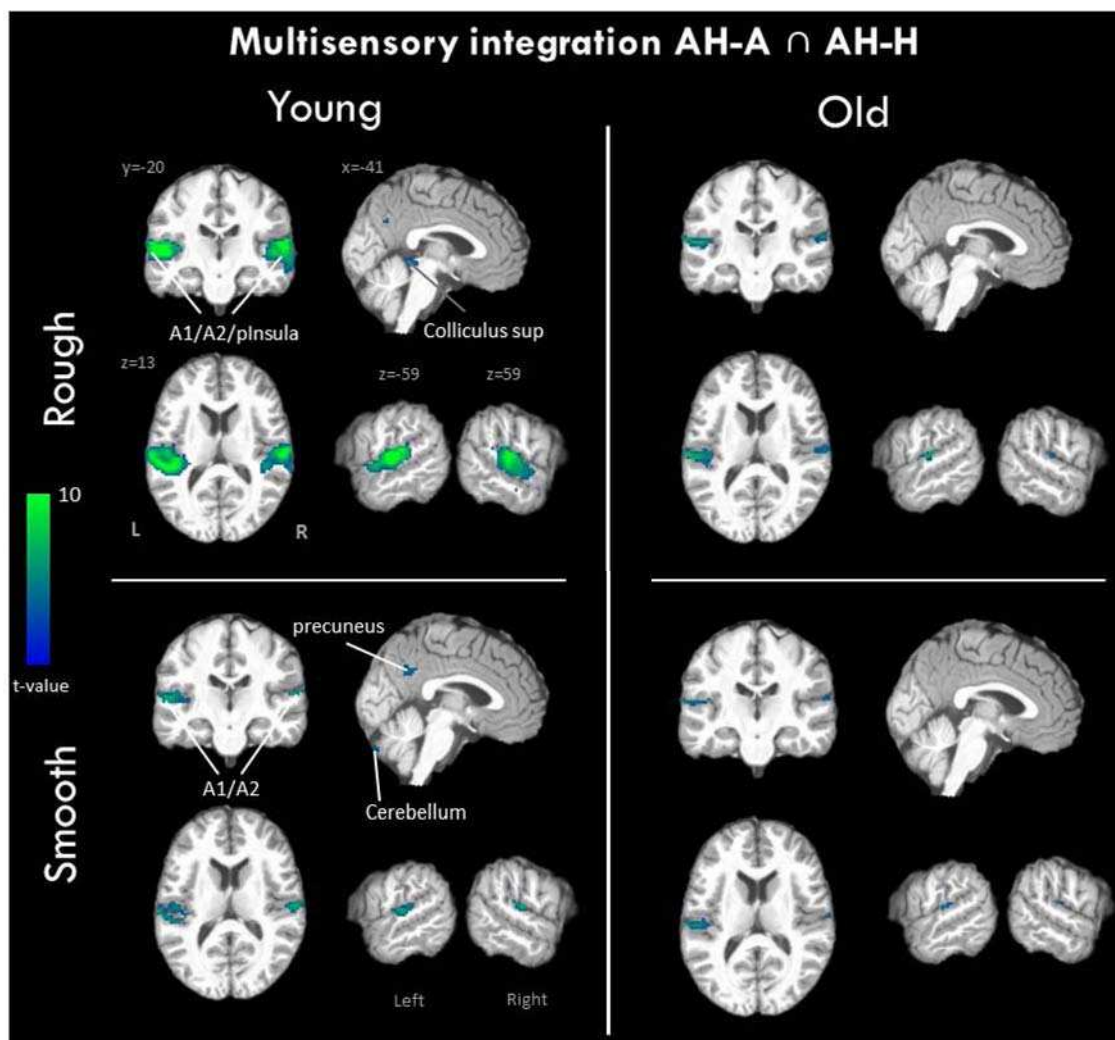 Multisensory integration AH-A ∩ AH-H
Young
Old
Rough
y=-20
x=-41
A1/A2/pInsula
Colliculus sup
z=13
z=-59
z=59
L
R
10
t-value
Smooth
precuneus
A1/A2
Cerebellum
Left
Right